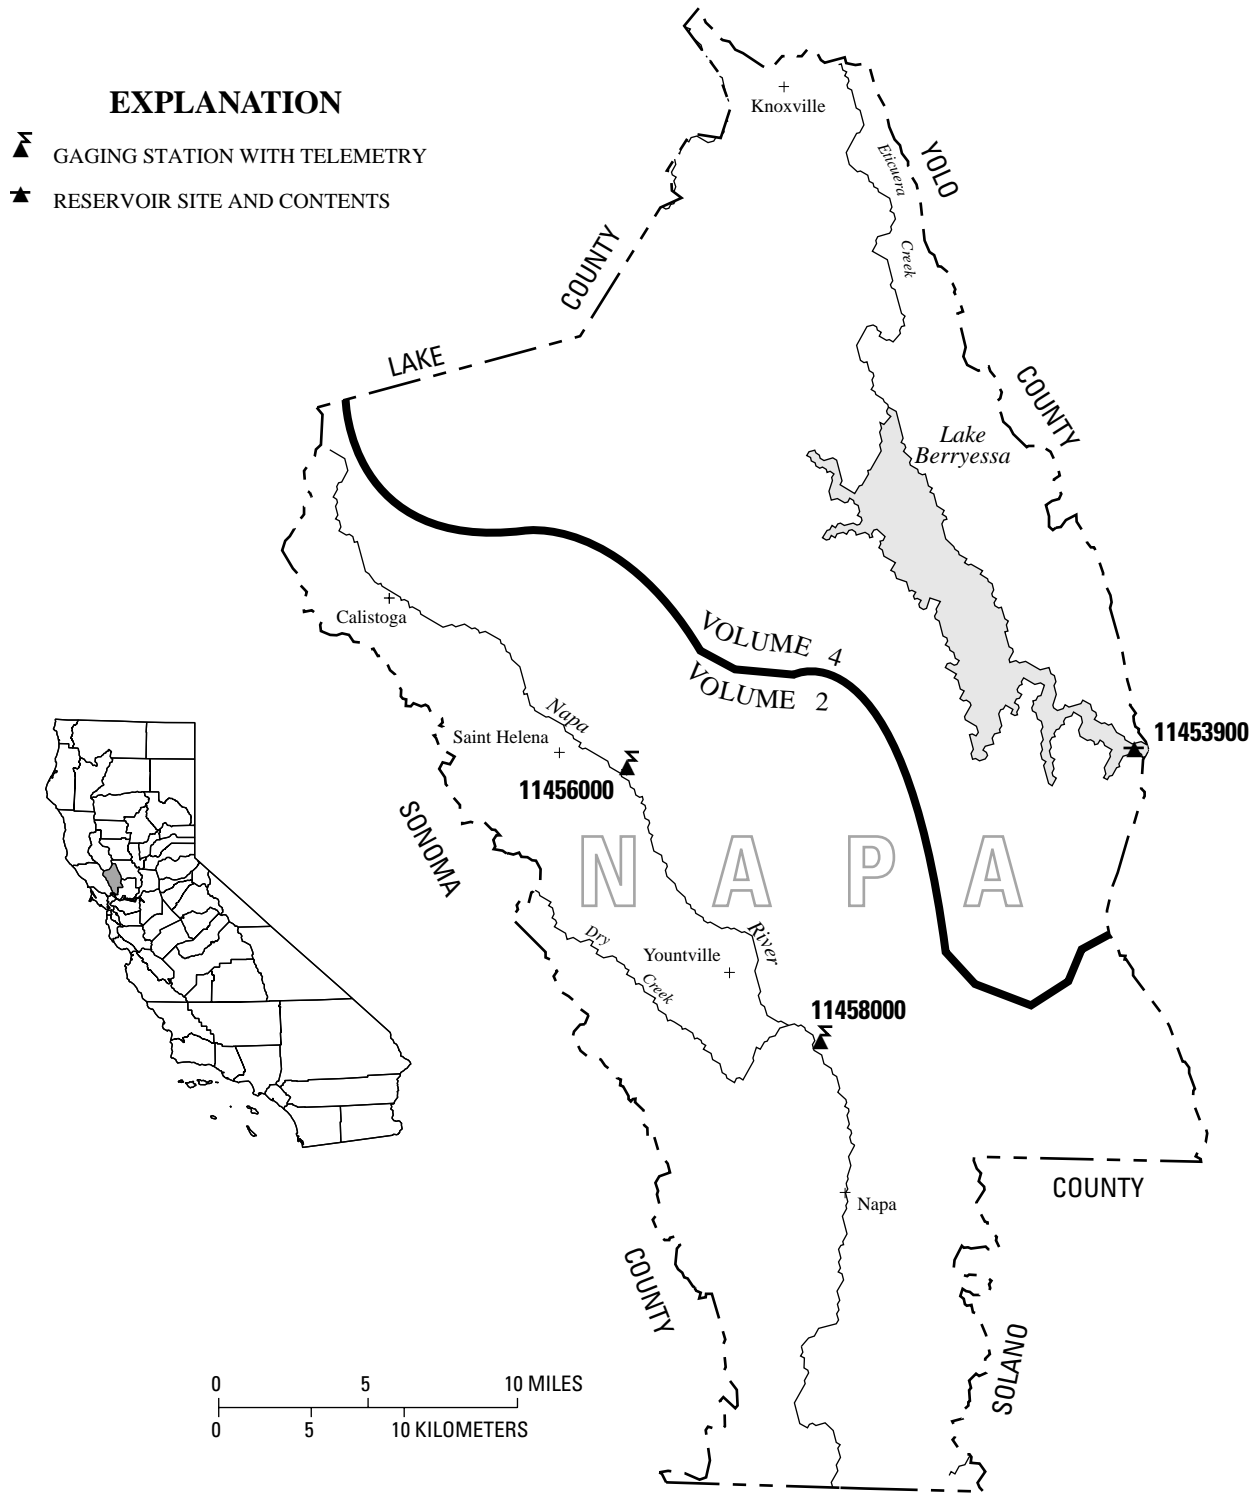 EXPLANATION
GAGING STATION WITH TELEMETRY
RESERVOIR SITE AND CONTENTS
Knoxville
Eticuera
Creek
YOLO
COUNTY
LAKE
COUNTY
Lake
Berryessa
Calistoga
VOLUME 4
VOLUME 2
Napa
Saint Helena
11453900
11456000
SONOMA
NAPA
Dry
Creek
Yountville
River
11458000
COUNTY
Napa
COUNTY
SOLANO
0 5 10 MILES
0 5 10 KILOMETERS